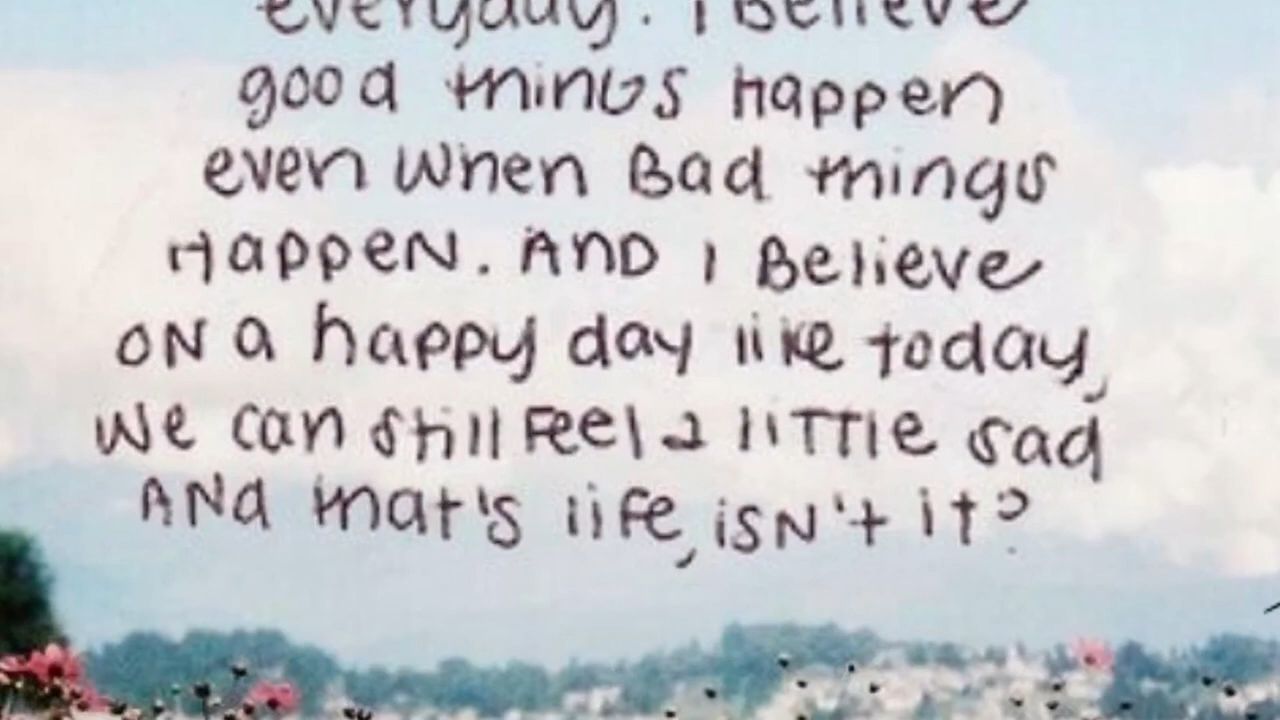 everyday. I Believe
good things Happen
even when Bad things
HappeN. AND I Believe
ON a happy day like today,
we can still Feel a liTTle sad
ANd that's life, isN't it?